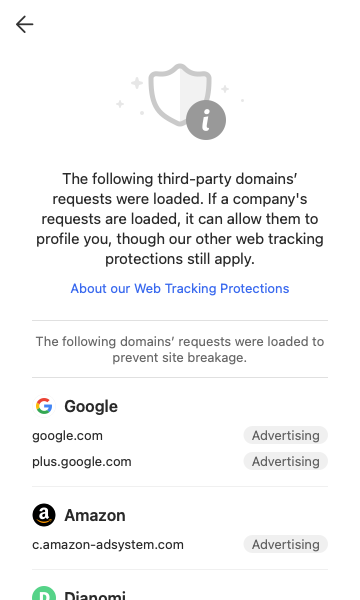 The following third-party domains’
requests were loaded. If a company's
requests are loaded, it can allow them to
profile you, though our other web tracking
protections still apply.
About our Web Tracking Protections
The following domains’ requests were loaded to
prevent site breakage.
Google
google.com Advertising
plus.google.com Advertising
Amazon
c.amazon-adsystem.com Advertising
Dianomi